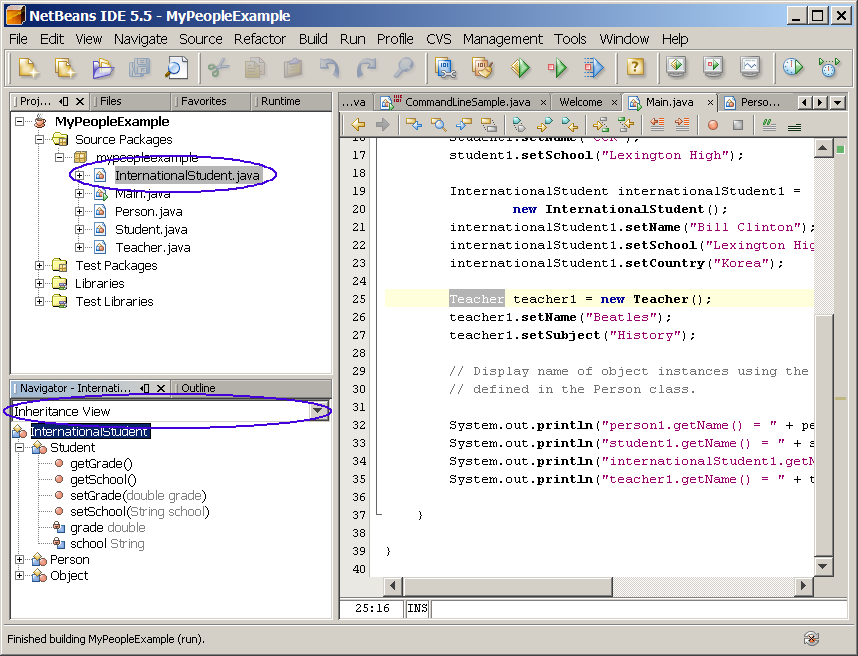 NetBeans IDE 5.5 - MyPeopleExample
File Edit View Navigate Source Refactor Build Run Profile CVS Management Tools Window Help
Proj... Files Favorites Runtime
MyPeopleExample
Source Packages
mypeopleexample
InternationalStudent.java
Main.java
Person.java
Student.java
Teacher.java
Test Packages
Libraries
Test Libraries
Navigator - Internati... Outline
Inheritance View
InternationalStudent
Student
getGrade()
getSchool()
setGrade(double grade)
setSchool(String school)
grade double
school String
Person
Object
...va CommandLineSample.java Welcome Main.java Perso...
17 student1.setSchool("Lexington High");
18
19 InternationalStudent internationalStudent1 =
20 new InternationalStudent();
21 internationalStudent1.setName("Bill Clinton");
22 internationalStudent1.setSchool("Lexington Hig
23 internationalStudent1.setCountry("Korea");
24
25 Teacher teacher1 = new Teacher();
26 teacher1.setName("Beatles");
27 teacher1.setSubject("History");
28
29 // Display name of object instances using the
30 // defined in the Person class.
31
32 System.out.println("person1.getName() = " + pe
33 System.out.println("student1.getName() = " + s
34 System.out.println("internationalStudent1.getN
35 System.out.println("teacher1.getName() = " + t
36
37 }
38
39 }
40
25:16 INS
Finished building MyPeopleExample (run).